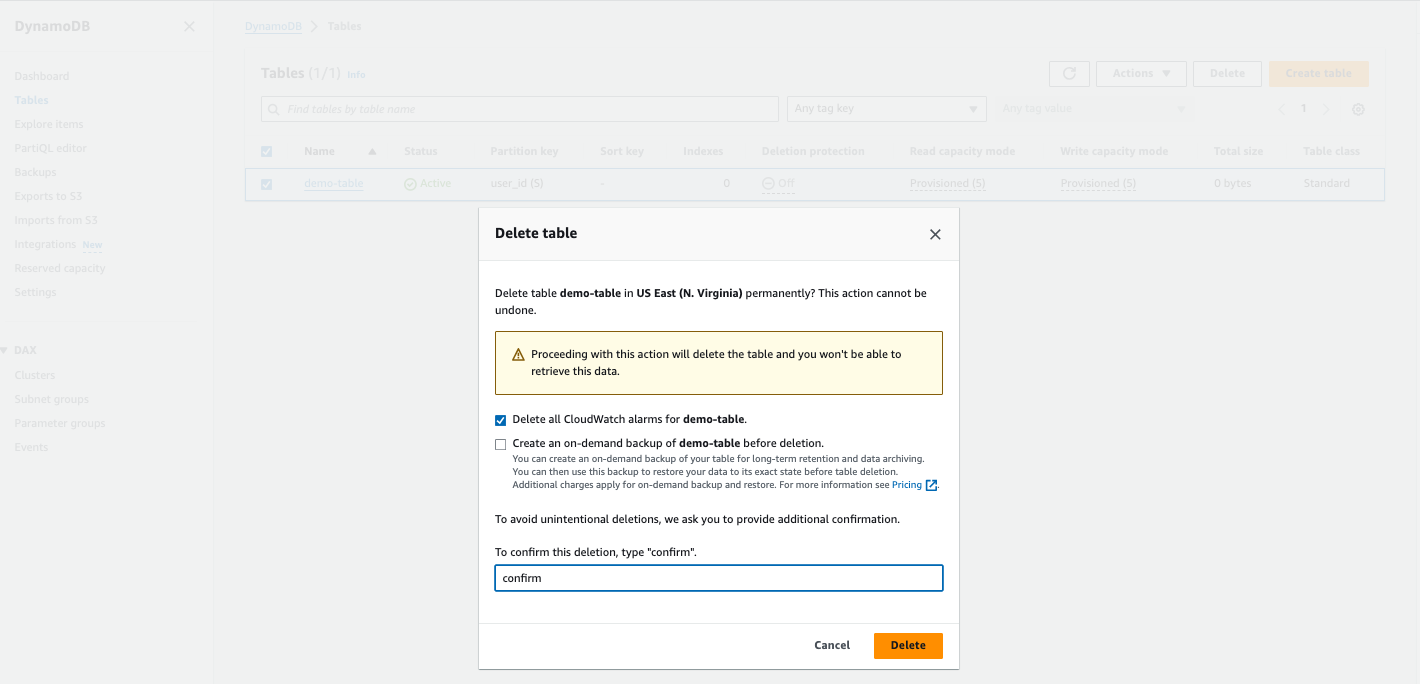 DynamoDB
Dashboard
Tables
Explore items
PartiQL editor
Backups
Exports to S3
Imports from S3
Integrations New
Reserved capacity
Settings
DAX
Clusters
Subnet groups
Parameter groups
Events
DynamoDB > Tables
Tables (1/1) Info
Actions
Delete
Create table
Find tables by table name
Any tag key
Any tag value
1
Name Status Partition key Sort key Indexes Deletion protection Read capacity mode Write capacity mode Total size Table class
demo-table Active user_id (S) - 0 Off Provisioned (5) Provisioned (5) 0 bytes Standard
Delete table
Delete table demo-table in US East (N. Virginia) permanently? This action cannot be
undone.
Proceeding with this action will delete the table and you won't be able to
retrieve this data.
Delete all CloudWatch alarms for demo-table.
Create an on-demand backup of demo-table before deletion.
You can create an on-demand backup of your table for long-term retention and data archiving.
You can then use this backup to restore your data to its exact state before table deletion.
Additional charges apply for on-demand backup and restore. For more information see Pricing.
To avoid unintentional deletions, we ask you to provide additional confirmation.
To confirm this deletion, type "confirm".
confirm
Cancel
Delete